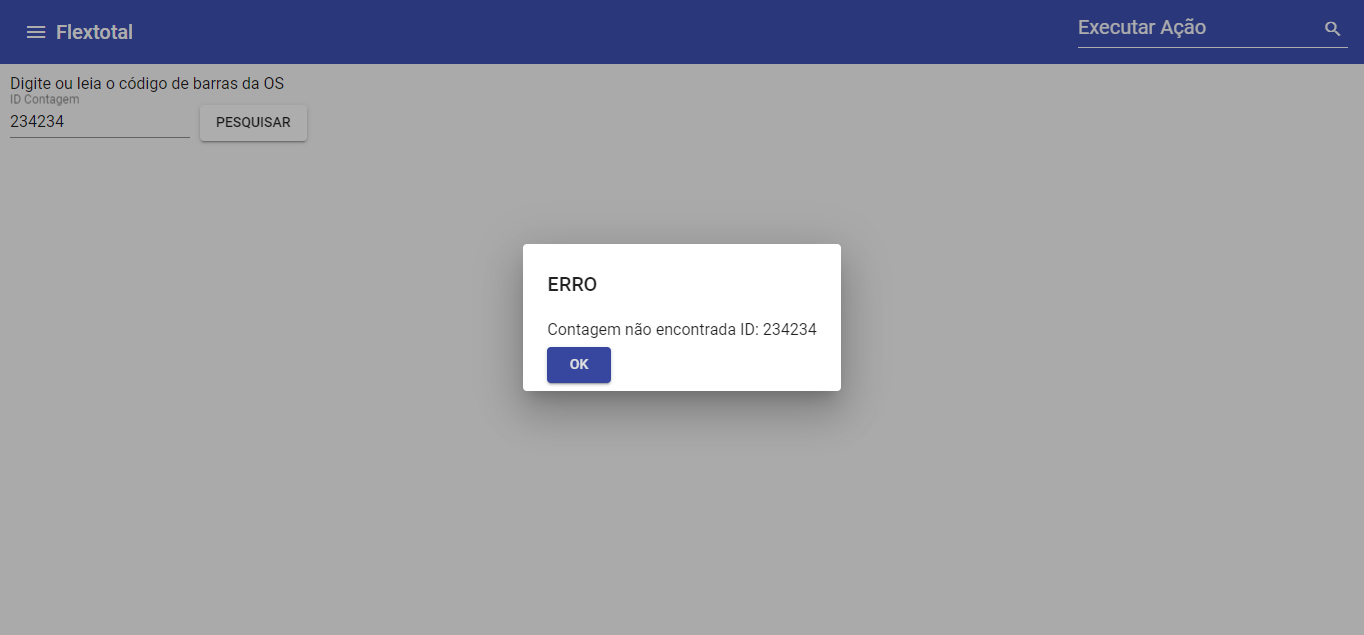 Flextotal
Executar Ação
Digite ou leia o código de barras da OS
ID Contagem
234234
PESQUISAR
ERRO
Contagem não encontrada ID: 234234
OK